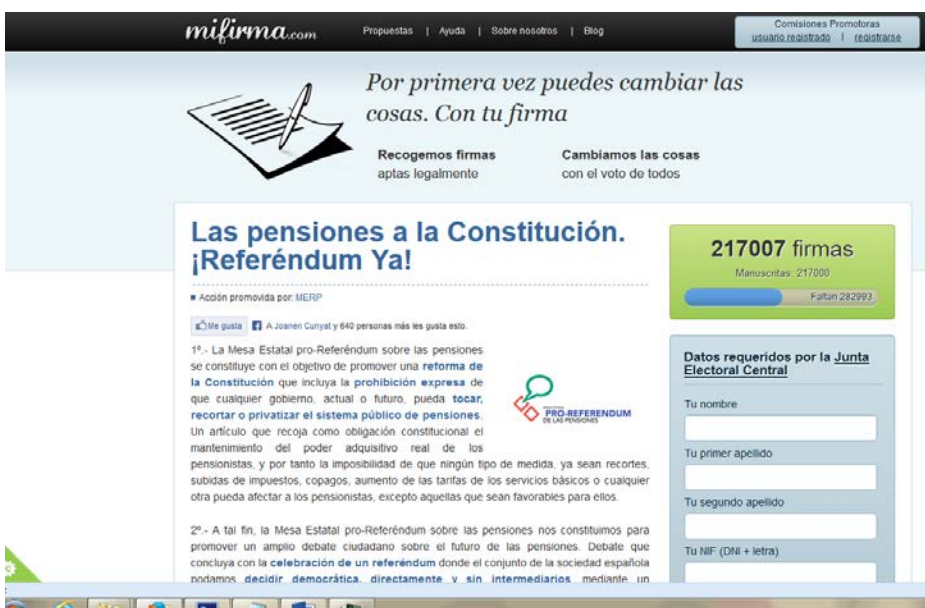 mifirma.com
Propuestas | Ayuda | Sobre nosotros | Blog
Comisiones Promotoras
usuario registrado | registrarse
Por primera vez puedes cambiar las
cosas. Con tu firma
Recogemos firmas
aptas legalmente
Cambiamos las cosas
con el voto de todos
Las pensiones a la Constitución.
¡Referéndum Ya!
Acción promovida por: MERP
Me gusta A Joanen Cunyat y 640 personas más les gusta esto.
1º.- La Mesa Estatal pro-Referéndum sobre las pensiones
se constituye con el objetivo de promover una reforma de
la Constitución que incluya la prohibición expresa de
que cualquier gobierno, actual o futuro, pueda tocar,
recortar o privatizar el sistema público de pensiones.
Un artículo que recoja como obligación constitucional el
mantenimiento del poder adquisitivo real de los
pensionistas, y por tanto la imposibilidad de que ningún tipo de medida, ya sean recortes,
subidas de impuestos, copagos, aumento de las tarifas de los servicios básicos o cualquier
otra pueda afectar a los pensionistas, excepto aquellas que sean favorables para ellos.
PRO-REFERENDUM
DE LAS PENSIONES
2º.- A tal fin, la Mesa Estatal pro-Referéndum sobre las pensiones nos constituimos para
promover un amplio debate ciudadano sobre el futuro de las pensiones. Debate que
concluya con la celebración de un referéndum donde el conjunto de la sociedad española
podamos decidir democrática, directamente y sin intermediarios, mediante un
217007 firmas
Manuscritas: 217000
Faltan 282993
Datos requeridos por la Junta
Electoral Central
Tu nombre
Tu primer apellido
Tu segundo apellido
Tu NIF (DNI + letra)